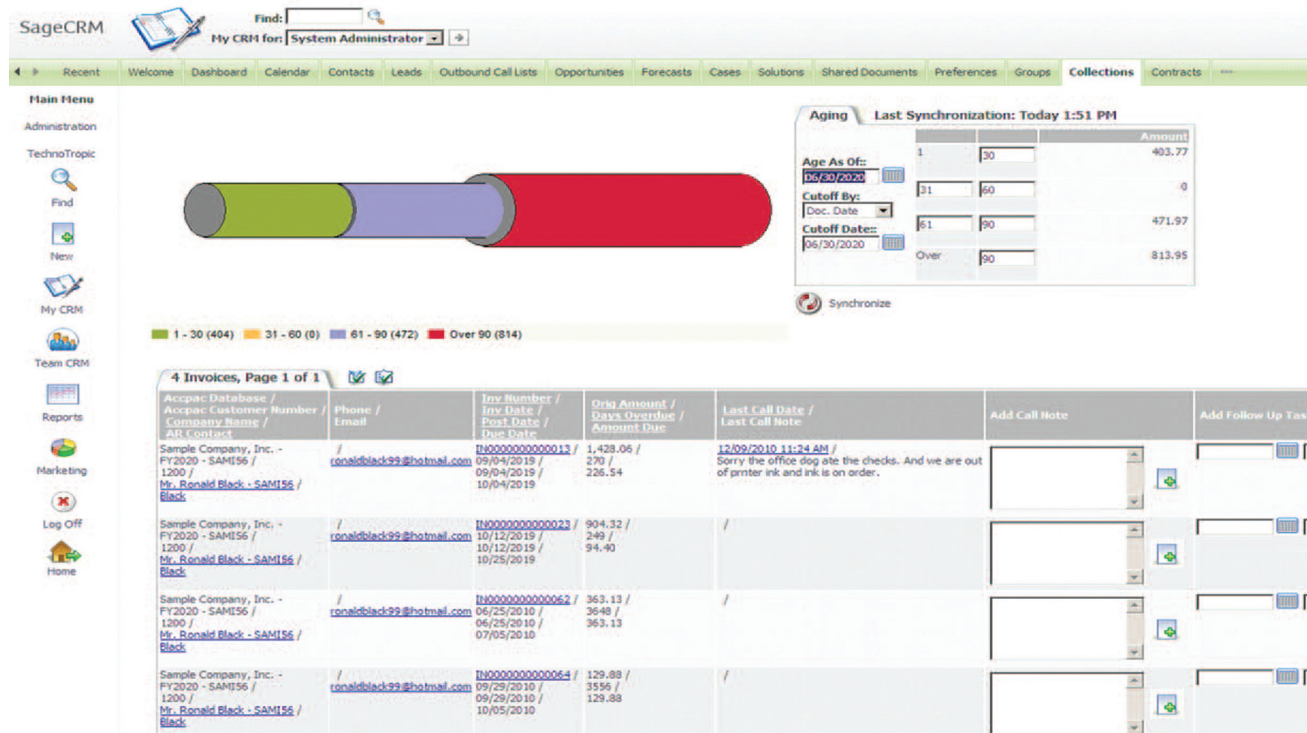 SageCRM
Find:
My CRM for: System Administrator
Recent Welcome Dashboard Calendar Contacts Leads Outbound Call Lists Opportunities Forecasts Cases Solutions Shared Documents Preferences Groups Collections Contracts
Main Menu
Administration
TechnoTropic
Find
New
My CRM
Team CRM
Reports
Marketing
Log Off
Home
Aging Last Synchronization: Today 1:51 PM
Amount
Age As Of::
06/30/2020
Cutoff By:
Doc. Date
Cutoff Date::
06/30/2020
1 30 403.77
31 60 0
61 90 471.97
Over 90 813.95
Synchronize
1 - 30 (404) 31 - 60 (0) 61 - 90 (472) Over 90 (814)
4 Invoices, Page 1 of 1
Accpac Database /
Accpac Customer Number /
Company Name /
AR Contact
Phone /
Email
Inv Number /
Inv Date /
Post Date /
Due Date
Orig Amount /
Days Overdue /
Amount Due
Last Call Date /
Last Call Note
Add Call Note
Add Follow Up Tas
Sample Company, Inc. -
FY2020 - SAMI56 /
1200 /
Mr. Ronald Black - SAMI56 /
Black
/
ronaldblack99@hotmail.com
IN0000000000013 /
09/04/2019 /
09/04/2019 /
10/04/2019
1,428.06 /
270 /
226.54
12/09/2010 11:24 AM /
Sorry the office dog ate the checks. And we are out
of prnter ink and ink is on order.
Sample Company, Inc. -
FY2020 - SAMI56 /
1200 /
Mr. Ronald Black - SAMI56 /
Black
/
ronaldblack99@hotmail.com
IN0000000000023 /
10/12/2019 /
10/12/2019 /
10/25/2019
904.32 /
249 /
94.40
/
Sample Company, Inc. -
FY2020 - SAMI56 /
1200 /
Mr. Ronald Black - SAMI56 /
Black
/
ronaldblack99@hotmail.com
IN0000000000062 /
06/25/2010 /
06/25/2010 /
07/05/2010
363.13 /
3648 /
363.13
/
Sample Company, Inc. -
FY2020 - SAMI56 /
1200 /
Mr. Ronald Black - SAMI56 /
Black
/
ronaldblack99@hotmail.com
IN0000000000064 /
09/29/2010 /
09/29/2010 /
10/05/2010
129.88 /
3556 /
129.88
/